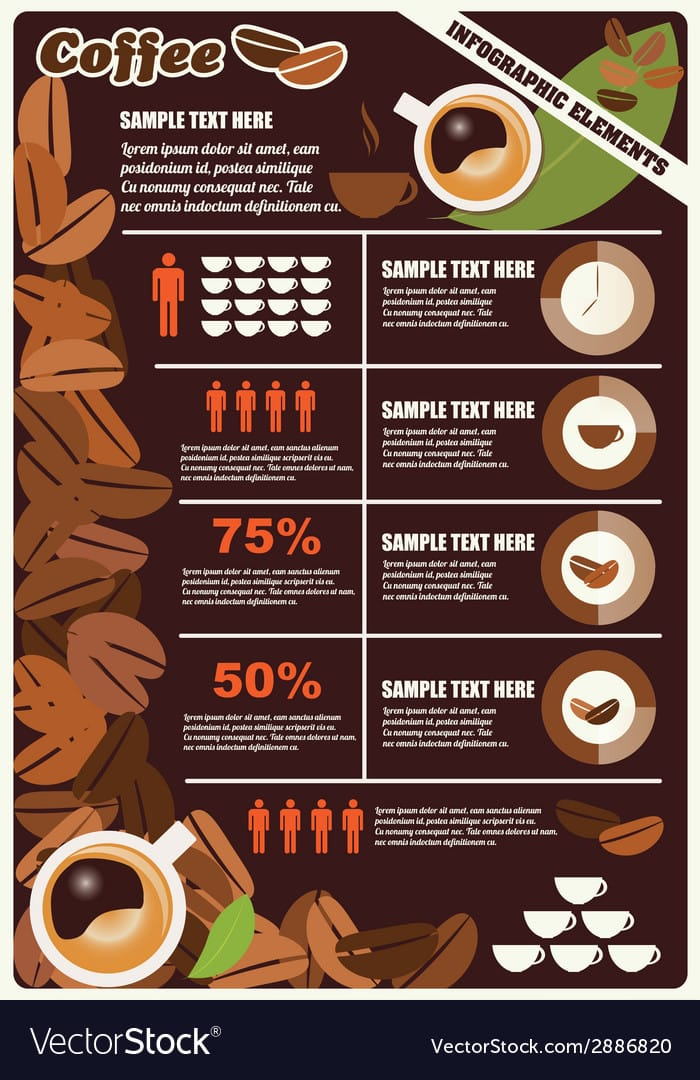 Coffee
INFOGRAPHIC ELEMENTS
SAMPLE TEXT HERE
Lorem ipsum dolor sit amet, eam
posidonium id, postea similique
Cu nonumy consequat nec. Tale
nec omnis indoctum definitionem cu.
SAMPLE TEXT HERE
Lorem ipsum dolor sit amet, eam
posidonium id, postea similique
Cu nonumy consequat nec. Tale
nec omnis indoctum definitionem cu.
Lorem ipsum dolor sit amet, eam sanctus alienum
posidonium id, postea similique scripserit vis eu.
Cu nonumy consequat nec. Tale nec omnes dolorum ut nam,
nec omnis indoctum definitionem cu.
SAMPLE TEXT HERE
Lorem ipsum dolor sit amet, eam
posidonium id, postea similique
Cu nonumy consequat nec. Tale
nec omnis indoctum definitionem cu.
75%
Lorem ipsum dolor sit amet, eam sanctus alienum
posidonium id, postea similique scripserit vis eu.
Cu nonumy consequat nec. Tale nec omnes dolorum ut nam,
nec omnis indoctum definitionem cu.
SAMPLE TEXT HERE
Lorem ipsum dolor sit amet, eam
posidonium id, postea similique
Cu nonumy consequat nec. Tale
nec omnis indoctum definitionem cu.
50%
Lorem ipsum dolor sit amet, eam sanctus alienum
posidonium id, postea similique scripserit vis eu.
Cu nonumy consequat nec. Tale nec omnes dolorum ut nam,
nec omnis indoctum definitionem cu.
SAMPLE TEXT HERE
Lorem ipsum dolor sit amet, eam
posidonium id, postea similique
Cu nonumy consequat nec. Tale
nec omnis indoctum definitionem cu.
Lorem ipsum dolor sit amet, eam sanctus alienum
posidonium id, postea similique scripserit vis eu.
Cu nonumy consequat nec. Tale nec omnes dolorum ut nam,
nec omnis indoctum definitionem cu.
VectorStock®
VectorStock.com/2886820